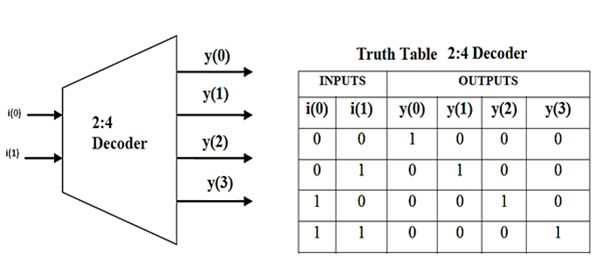 y(0)
y(1)
i(0)
2:4
Decoder
i(1)
y(2)
y(3)
Truth Table 2:4 Decoder
INPUTS OUTPUTS
i(0) i(1) y(0) y(1) y(2) y(3)
0 0 1 0 0 0
0 1 0 1 0 0
1 0 0 0 1 0
1 1 0 0 0 1